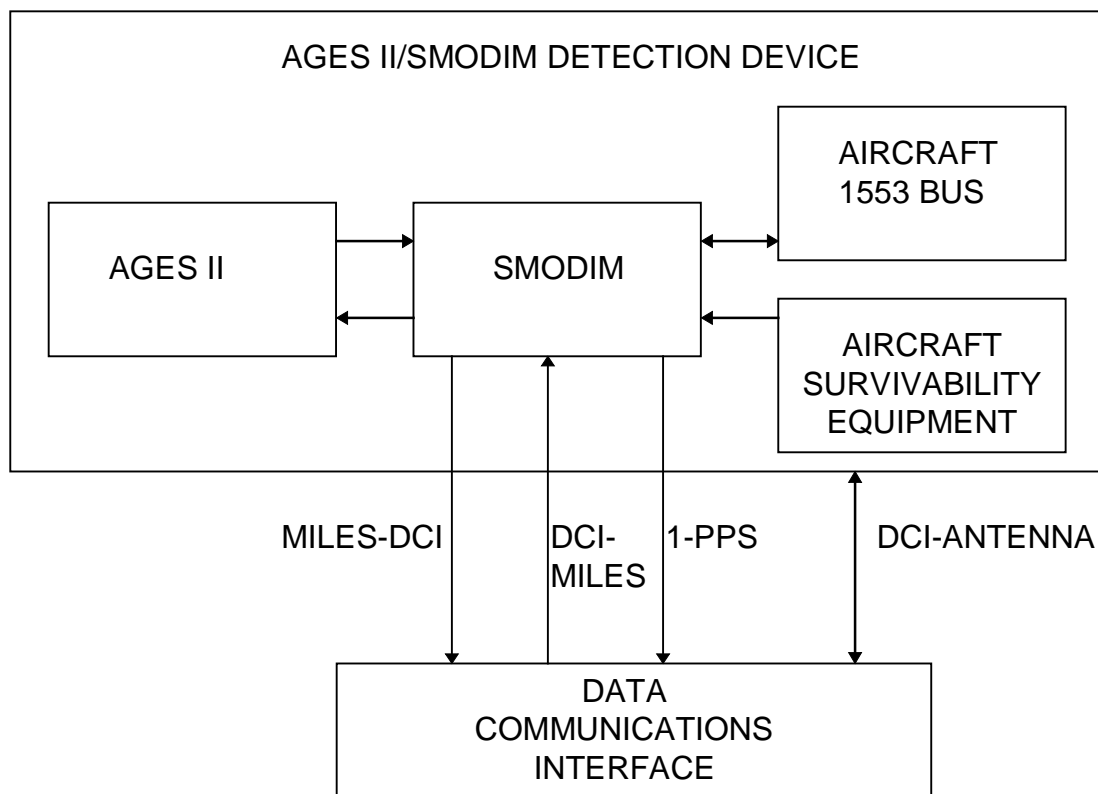 AGES II/SMODIM DETECTION DEVICE
AIRCRAFT
1553 BUS
AGES II
SMODIM
AIRCRAFT
SURVIVABILITY
EQUIPMENT
MILES-DCI
DCI-
MILES
1-PPS
DCI-ANTENNA
DATA
COMMUNICATIONS
INTERFACE